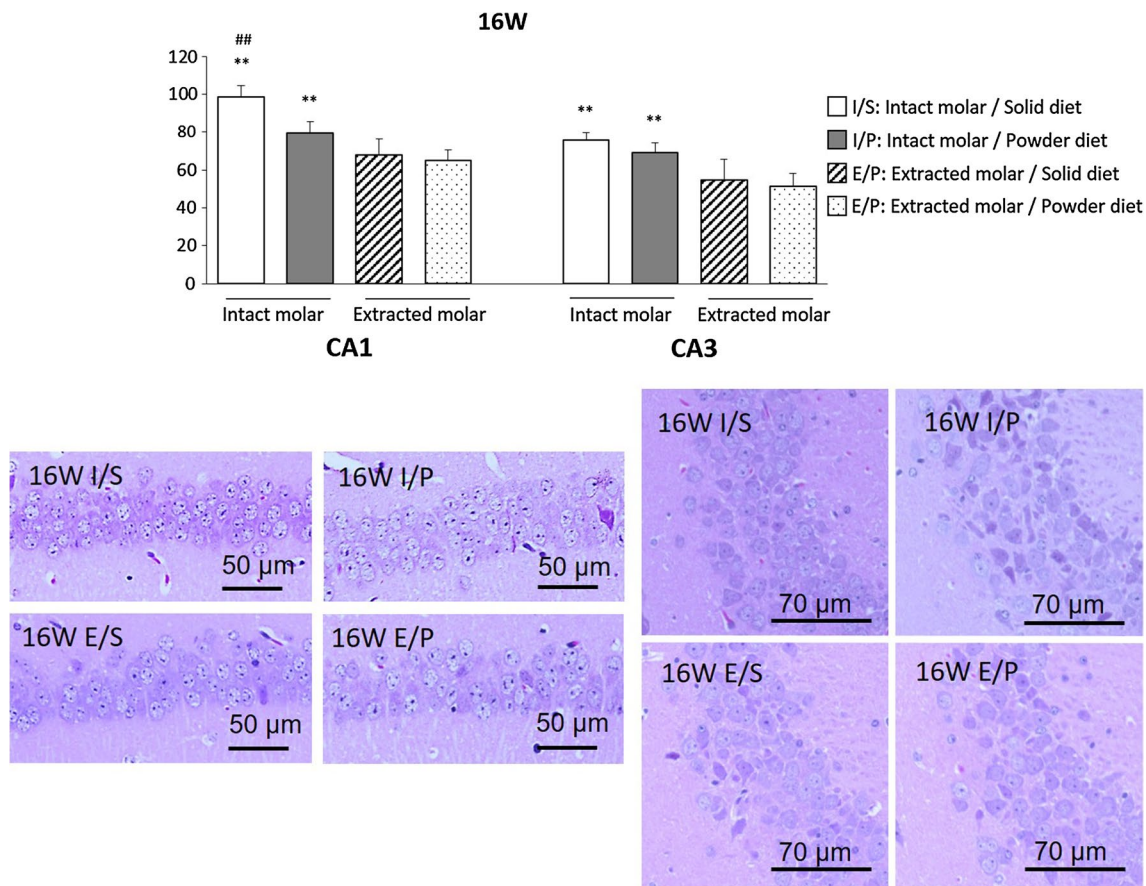 16W
##
**
**
**
**
120
100
80
60
40
20
0
I/S: Intact molar / Solid diet
I/P: Intact molar / Powder diet
E/P: Extracted molar / Solid diet
E/P: Extracted molar / Powder diet
Intact molar
Extracted molar
Intact molar
Extracted molar
CA1
CA3
16W I/S
50 µm
16W I/P
50 µm
16W E/S
50 µm
16W E/P
50 µm
16W I/S
70 µm
16W I/P
70 µm
16W E/S
70 µm
16W E/P
70 µm